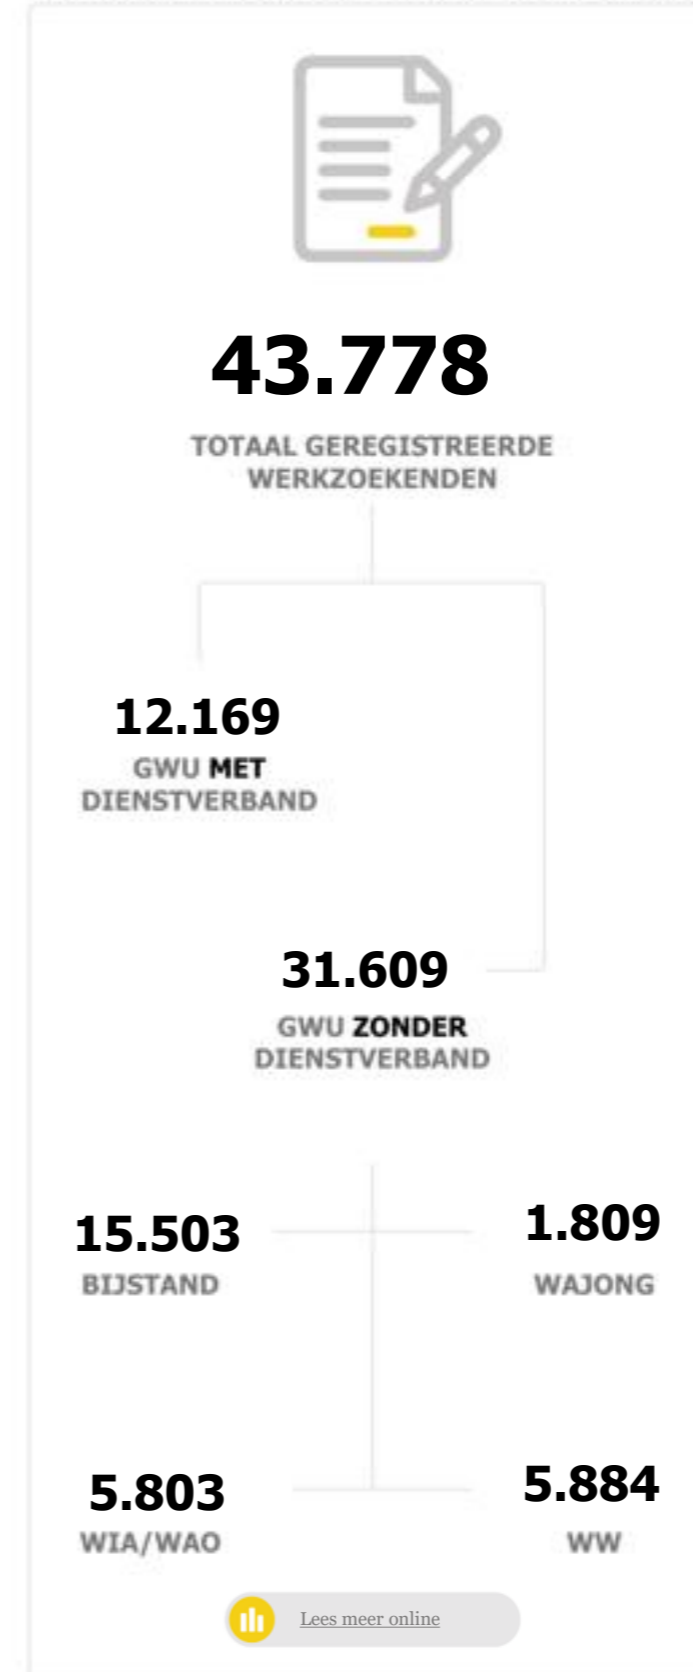 43.778
TOTAAL GEREGISTREERDE
WERKZOEKENDEN
12.169
GWU MET
DIENSTVERBAND
31.609
GWU ZONDER
DIENSTVERBAND
15.503
BIJSTAND
1.809
WAJONG
5.803
WIA/WAO
5.884
WW
Lees meer online